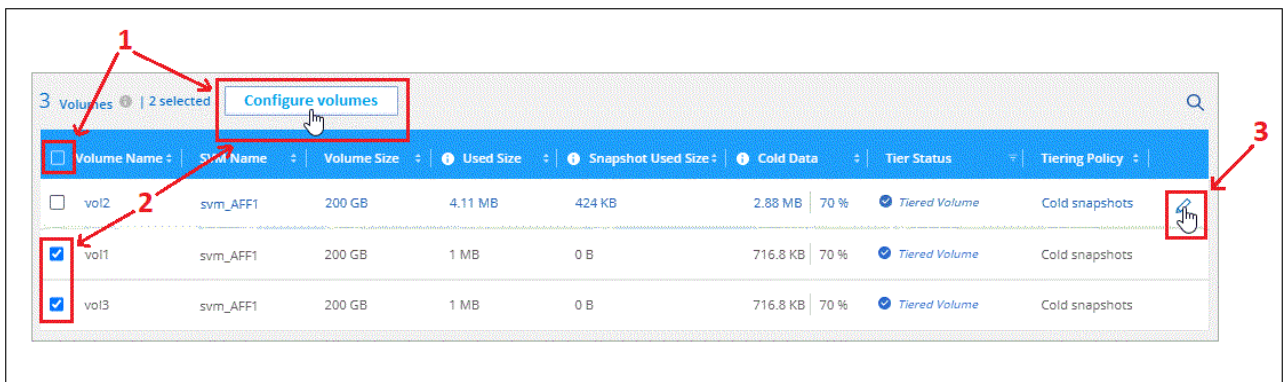 1
3 Volumes | 2 selected Configure volumes
3
Volume Name SVM Name Volume Size Used Size Snapshot Used Size Cold Data Tier Status Tiering Policy
2
vol2 svm_AFF1 200 GB 4.11 MB 424 KB 2.88 MB 70 % Tiered Volume Cold snapshots
vol1 svm_AFF1 200 GB 1 MB 0 B 716.8 KB 70 % Tiered Volume Cold snapshots
vol3 svm_AFF1 200 GB 1 MB 0 B 716.8 KB 70 % Tiered Volume Cold snapshots